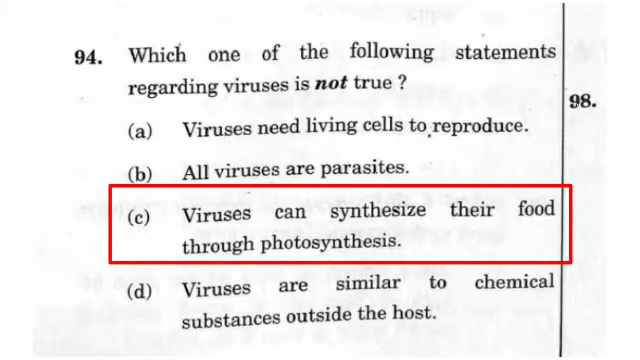 94. Which one of the following statements
regarding viruses is not true ?
98.
(a) Viruses need living cells to reproduce.
(b) All viruses are parasites.
(c) Viruses can synthesize their food
through photosynthesis.
(d) Viruses are similar to chemical
substances outside the host.